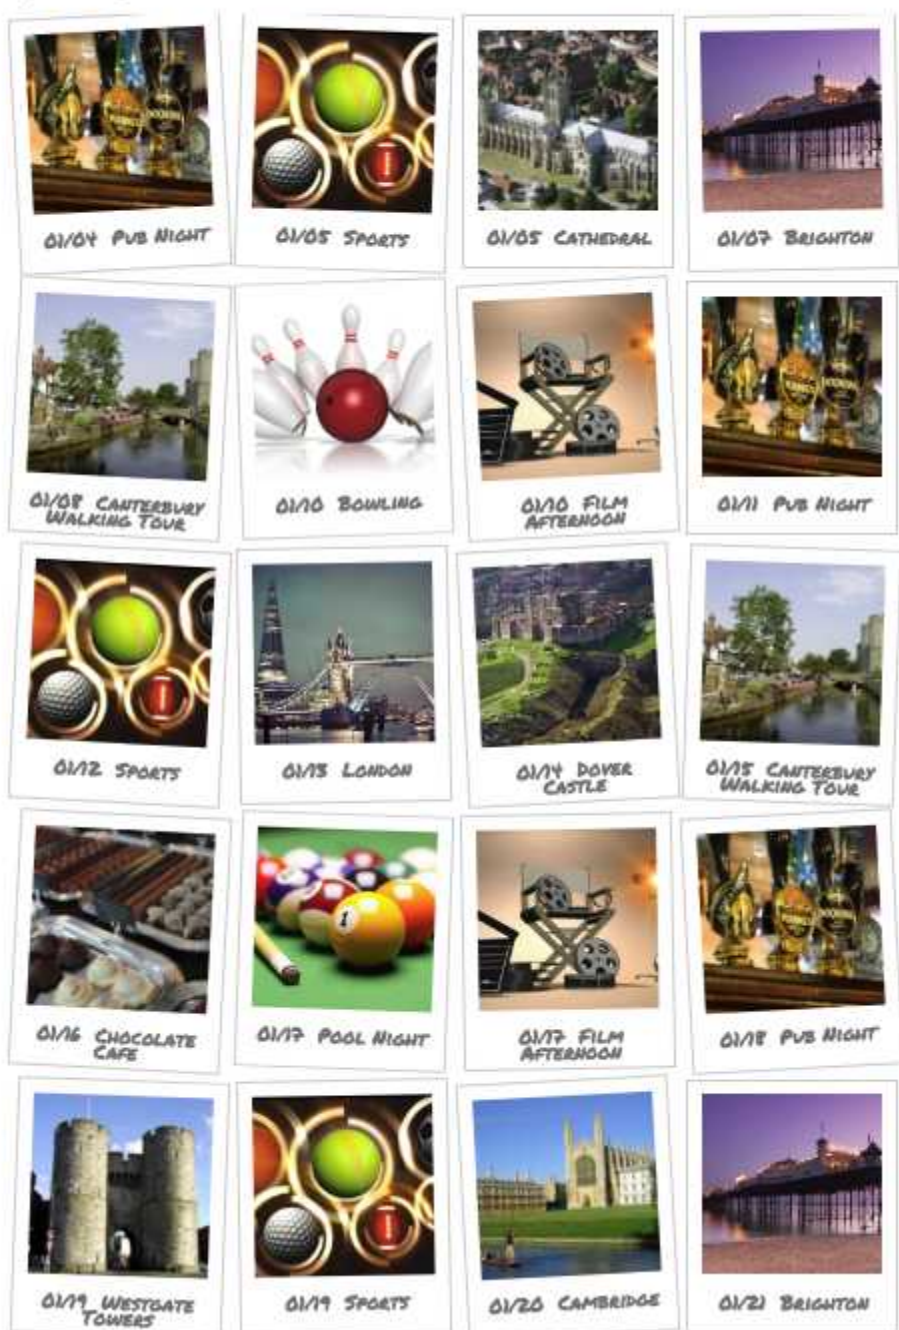 01/04 PUB NIGHT
01/05 SPORTS
01/05 CATHEDRAL
01/07 BRIGHTON
01/08 CANTERBURY
WALKING TOUR
01/10 BOWLING
01/10 FILM
AFTERNOON
01/11 PUB NIGHT
01/12 SPORTS
01/13 LONDON
01/14 DOVER
CASTLE
01/15 CANTERBURY
WALKING TOUR
01/16 CHOCOLATE
CAFE
1
01/17 POOL NIGHT
01/17 FILM
AFTERNOON
01/18 PUB NIGHT
01/19 WESTGATE
TOWERS
01/19 SPORTS
01/20 CAMBRIDGE
01/21 BRIGHTON